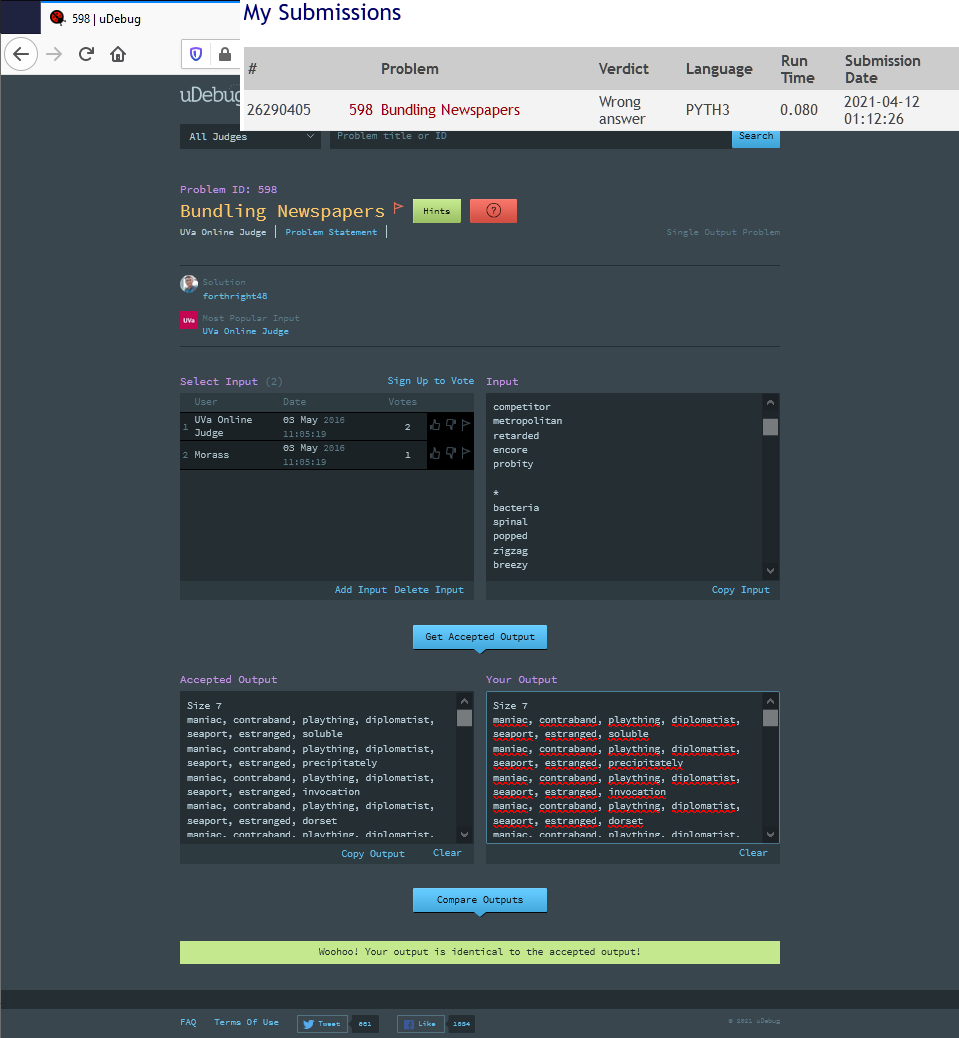 598 | uDebug
My Submissions
# Problem Verdict Language Run Time Submission Date
26290405 598 Bundling Newspapers Wrong answer PYTH3 0.080 2021-04-12 01:12:26
uDebug
All Judges Problem title or ID Search
Problem ID: 598
Bundling Newspapers Hints ?
UVa Online Judge | Problem Statement | Single Output Problem
Solution
forthright48
UVa Most Popular Input
UVa Online Judge
Select Input (2) Sign Up to Vote
User Date Votes
1 UVa Online Judge 03 May 2016 11:05:19 2
2 Morass 03 May 2016 11:05:19 1
Add Input Delete Input
Input
competitor
metropolitan
retarded
encore
probity
*
bacteria
spinal
popped
zigzag
breezy
Copy Input
Get Accepted Output
Accepted Output
Size 7
maniac, contraband, plaything, diplomatist,
seaport, estranged, soluble
maniac, contraband, plaything, diplomatist,
seaport, estranged, precipitately
maniac, contraband, plaything, diplomatist,
seaport, estranged, invocation
maniac, contraband, plaything, diplomatist,
seaport, estranged, dorset
maniac, contraband, plaything, diplomatist,
Copy Output Clear
Your Output
Size 7
maniac, contraband, plaything, diplomatist,
seaport, estranged, soluble
maniac, contraband, plaything, diplomatist,
seaport, estranged, precipitately
maniac, contraband, plaything, diplomatist,
seaport, estranged, invocation
maniac, contraband, plaything, diplomatist,
seaport, estranged, dorset
maniac, contraband, plaything, diplomatist,
Clear
Compare Outputs
Woohoo! Your output is identical to the accepted output!
FAQ Terms Of Use Tweet Like © 2021 uDebug